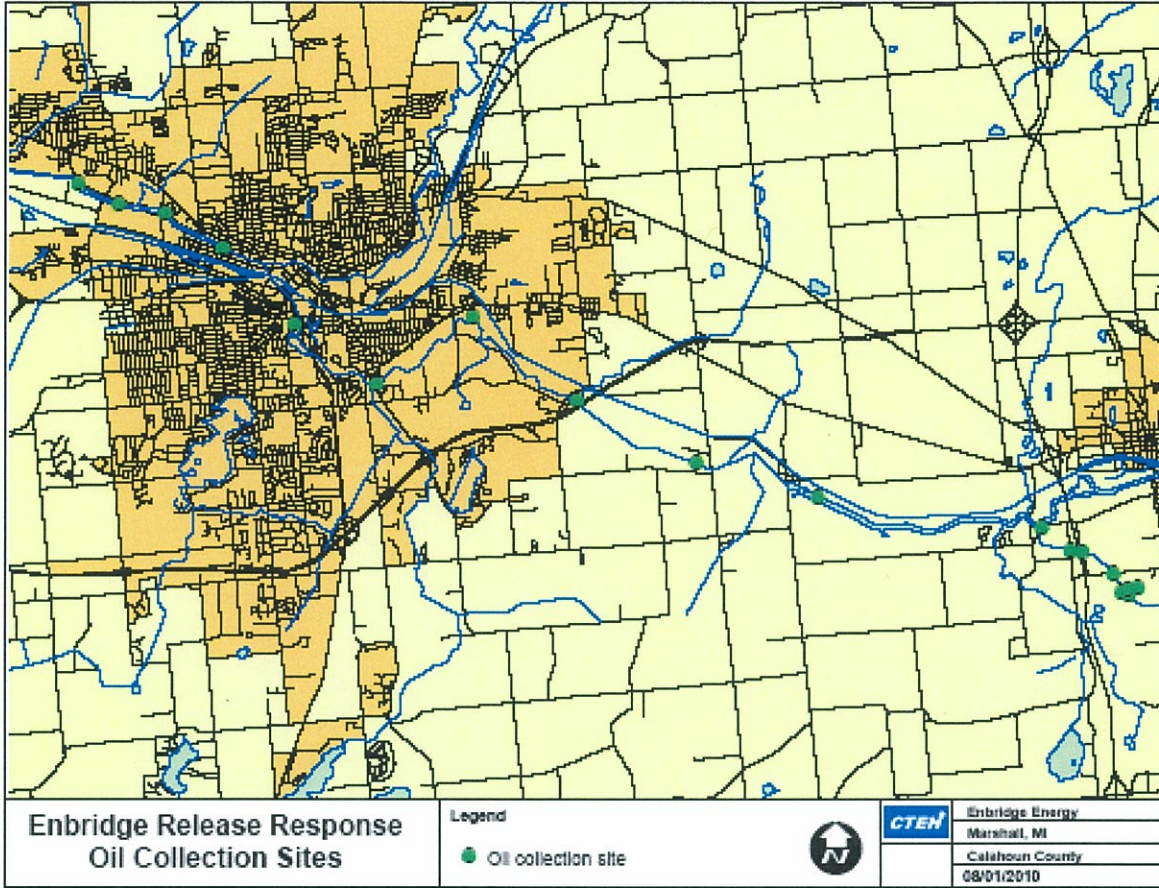 Enbridge Release Response
Oil Collection Sites
Legend
Oil collection site
N
CTEH
Enbridge Energy
Marshall, MI
Calahoun County
08/01/2010